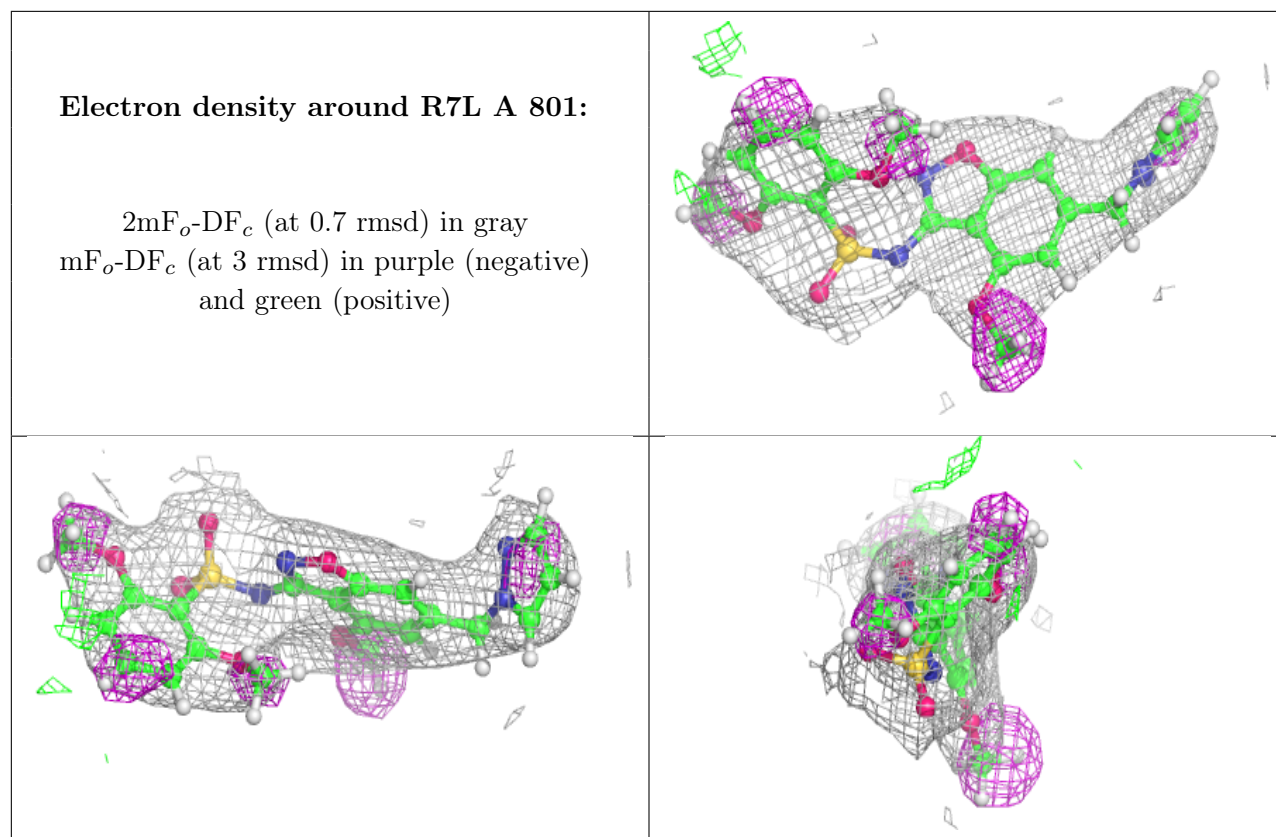 Electron density around R7L A 801:
2mFo-DFc (at 0.7 rmsd) in gray
mFo-DFc (at 3 rmsd) in purple (negative)
and green (positive)